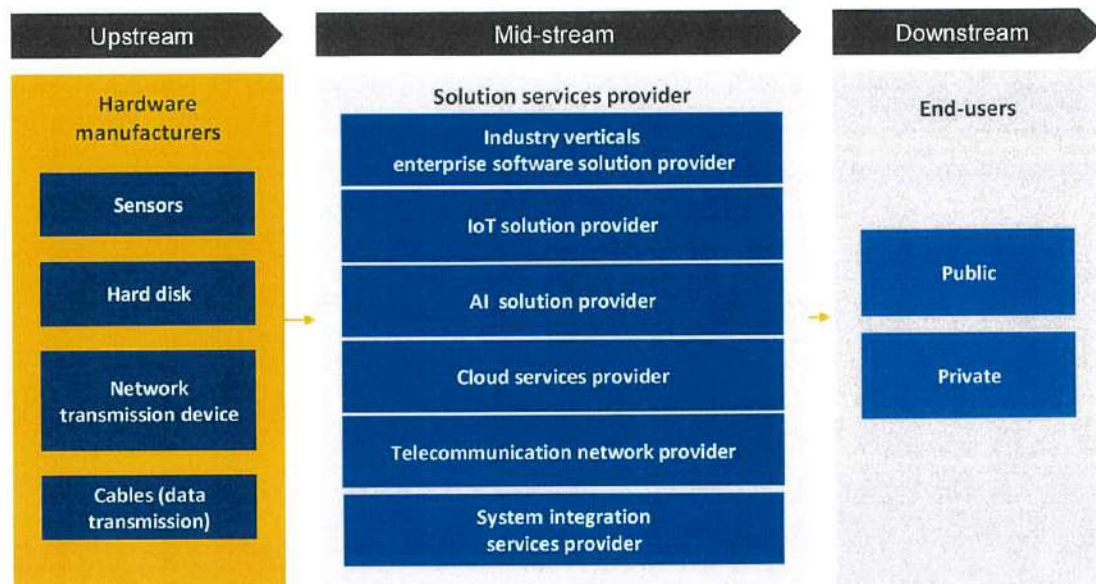 Upstream
Mid-stream
Downstream
Hardware
manufacturers
Sensors
Hard disk
Network
transmission device
Cables (data
transmission)
Solution services provider
Industry verticals
enterprise software solution provider
IoT solution provider
AI solution provider
Cloud services provider
Telecommunication network provider
System integration
services provider
End-users
Public
Private